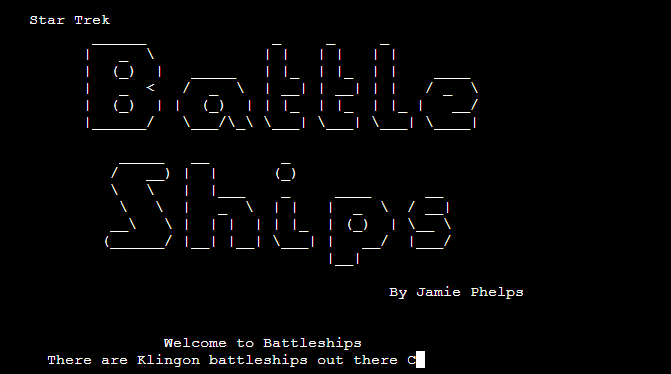 Star Trek
Battle
Ships
By Jamie Phelps
Welcome to Battleships
There are Klingon battleships out there C